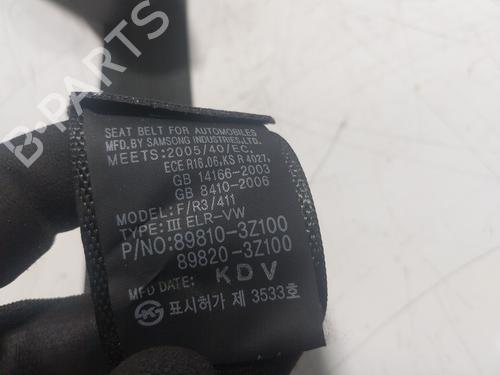 B-PARTS
SEAT BELT FOR AUTOMOBILES
MFD.BY SAMSONG INDUSTRIES,LTD.
MEETS:2005/40/EC,
ECE R16.06,KS R 4027,
GB 14166-2003
GB 8410-2006
MODEL:F/R3/411
TYPE:Ⅲ ELR-VW
P/NO:89810-3Z100
89820-3Z100
MFD DATE: KDV
표시허가 제 3533호